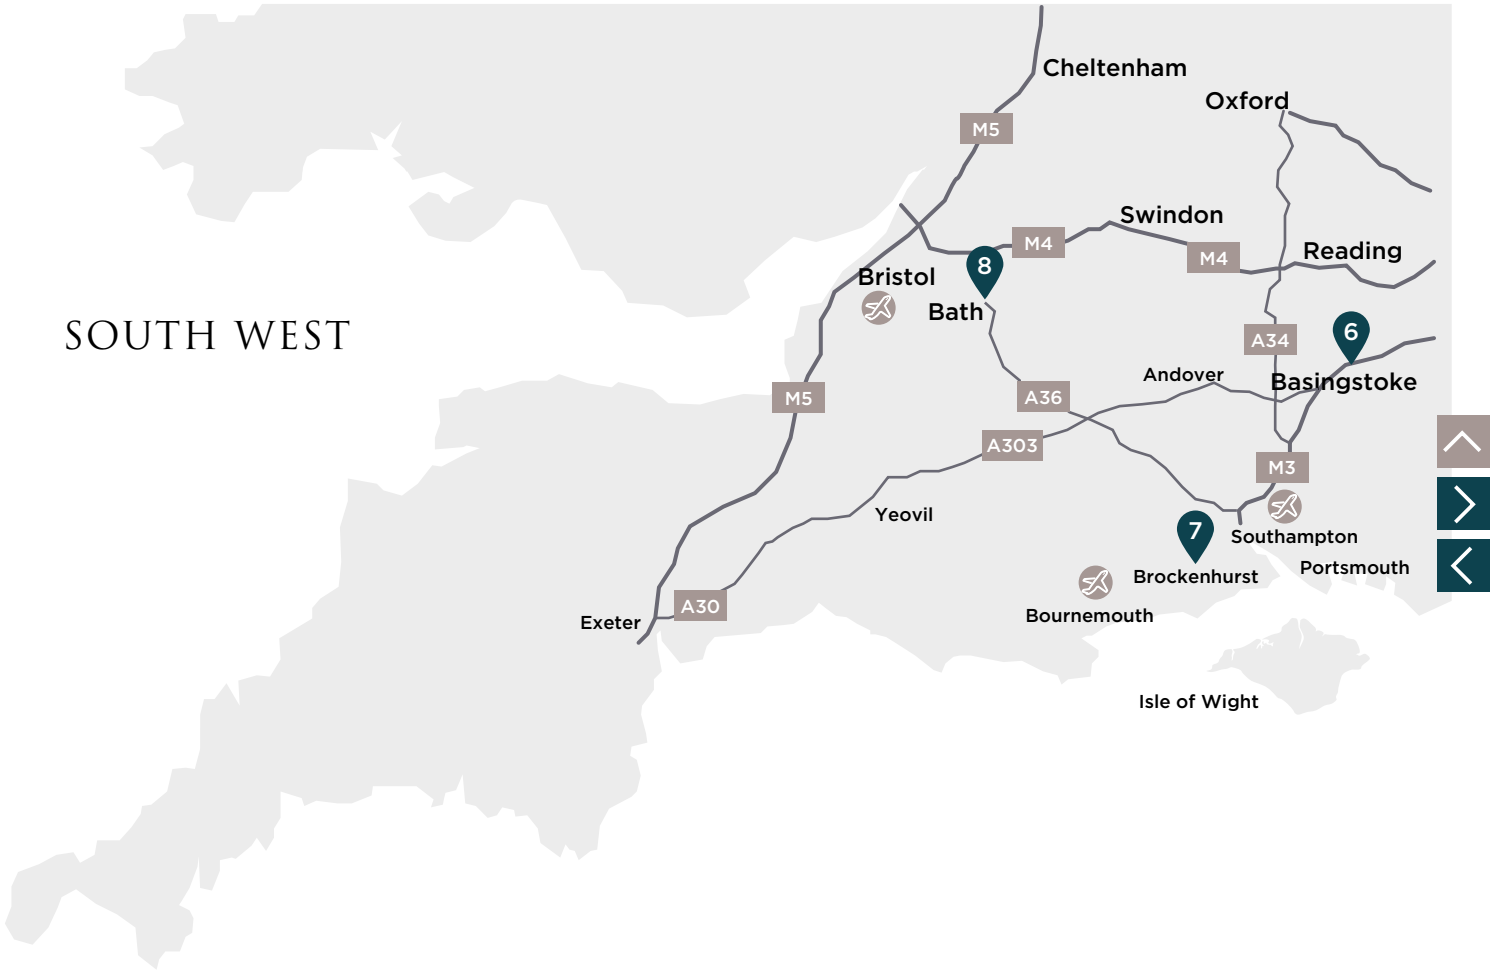 Cheltenham
Oxford
M5
Swindon
M4
Reading
M4
8
Bristol
Bath
SOUTH WEST
6
A34
Andover
Basingstoke
M5
A36
A303
M3
Yeovil
7
Southampton
Portsmouth
Brockenhurst
A30
Bournemouth
Exeter
Isle of Wight